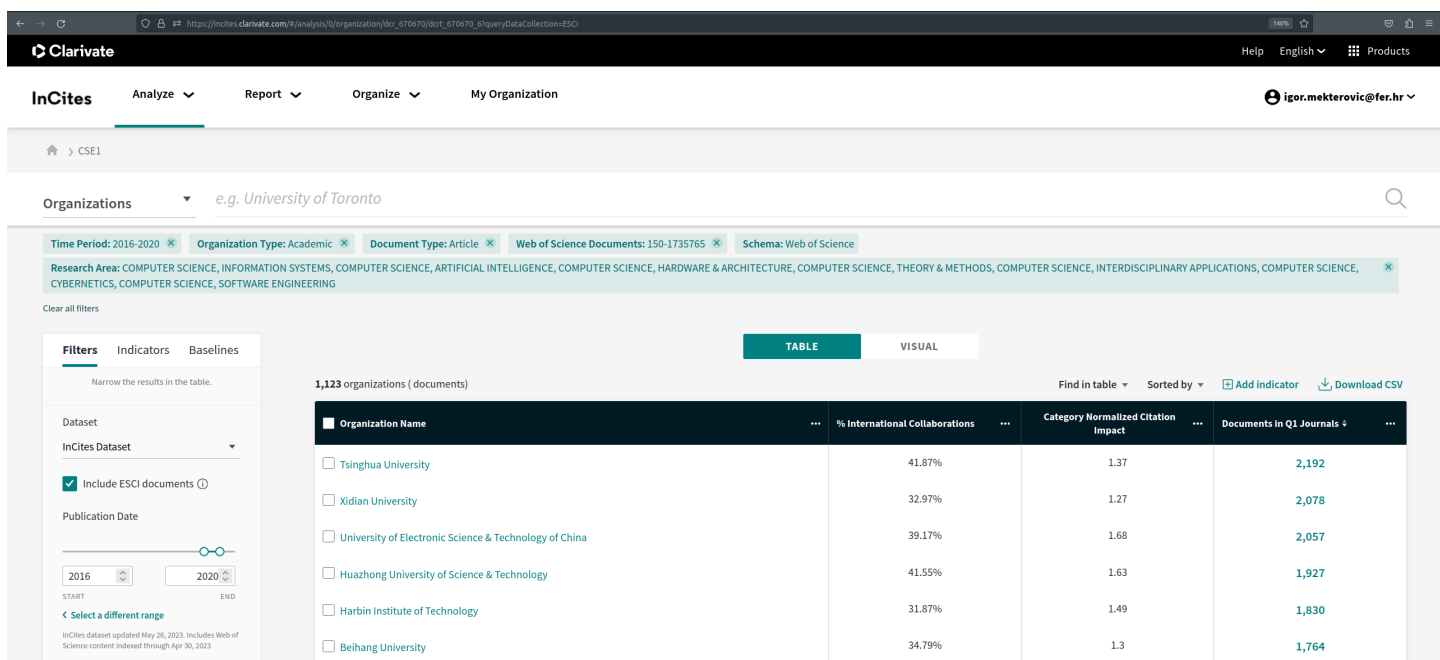 https://incites.clarivate.com/#/analysis/0/organization/dcr_670670/dcrt_670670_6?queryDataCollection=ESCI 140%
Clarivate Help English Products
InCites Analyze Report Organize My Organization igor.mekterovic@fer.hr
> CSE1
Organizations e.g. University of Toronto
Time Period: 2016-2020 × Organization Type: Academic × Document Type: Article × Web of Science Documents: 150-1735765 × Schema: Web of Science
Research Area: COMPUTER SCIENCE, INFORMATION SYSTEMS, COMPUTER SCIENCE, ARTIFICIAL INTELLIGENCE, COMPUTER SCIENCE, HARDWARE & ARCHITECTURE, COMPUTER SCIENCE, THEORY & METHODS, COMPUTER SCIENCE, INTERDISCIPLINARY APPLICATIONS, COMPUTER SCIENCE, ×
CYBERNETICS, COMPUTER SCIENCE, SOFTWARE ENGINEERING
Clear all filters
Filters Indicators Baselines
TABLE VISUAL
Narrow the results in the table.
1,123 organizations ( documents) Find in table Sorted by Add indicator Download CSV
Dataset
InCites Dataset
Include ESCI documents
Publication Date
2016 2020
START END
< Select a different range
InCites dataset updated May 26, 2023. Includes Web of
Science content indexed through Apr 30, 2023
Organization Name ... % International Collaborations ... Category Normalized Citation Impact ... Documents in Q1 Journals ...
Tsinghua University 41.87% 1.37 2,192
Xidian University 32.97% 1.27 2,078
University of Electronic Science & Technology of China 39.17% 1.68 2,057
Huazhong University of Science & Technology 41.55% 1.63 1,927
Harbin Institute of Technology 31.87% 1.49 1,830
Beihang University 34.79% 1.3 1,764